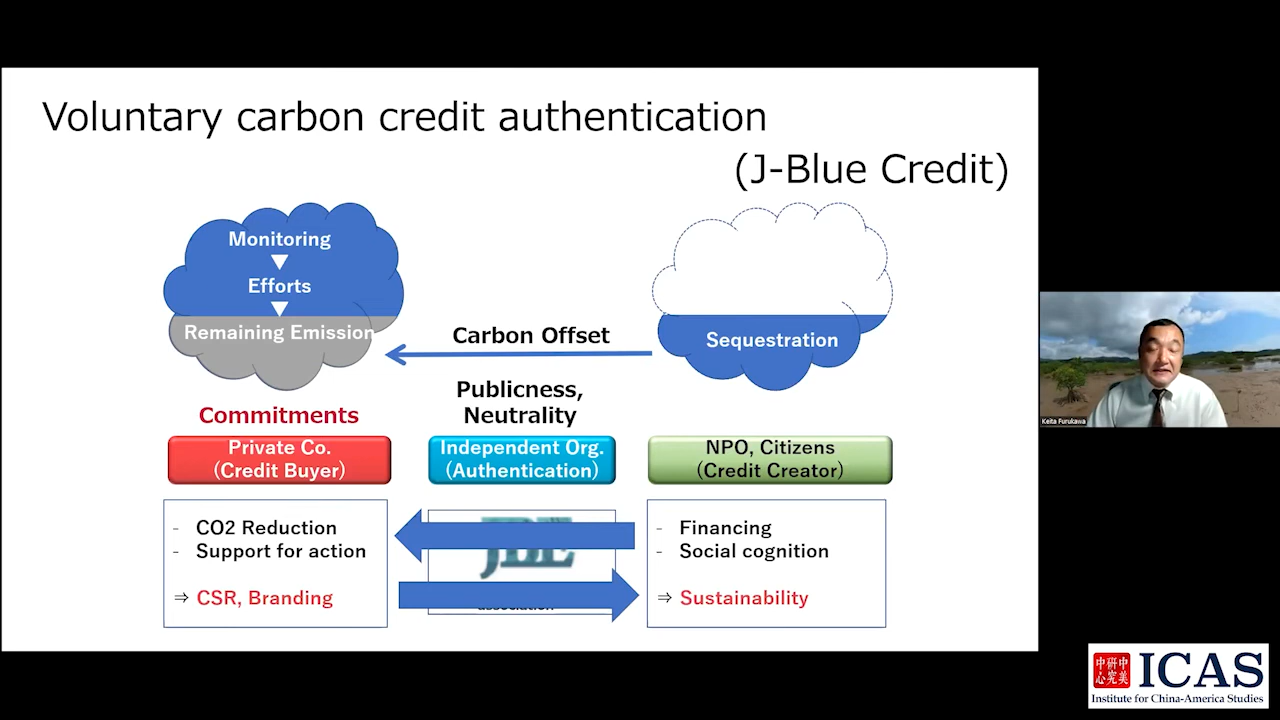 Voluntary carbon credit authentication
(J-Blue Credit)
Monitoring
Efforts
Remaining Emission
Carbon Offset
Sequestration
Publicness,
Neutrality
Commitments
Private Co.
(Credit Buyer)
Independent Org.
(Authentication)
NPO, Citizens
(Credit Creator)
- CO2 Reduction
- Support for action
⇒ CSR, Branding
JBE
association
- Financing
- Social cognition
⇒ Sustainability
Keita Furukawa
中研中
心究美
ICAS
Institute for China-America Studies